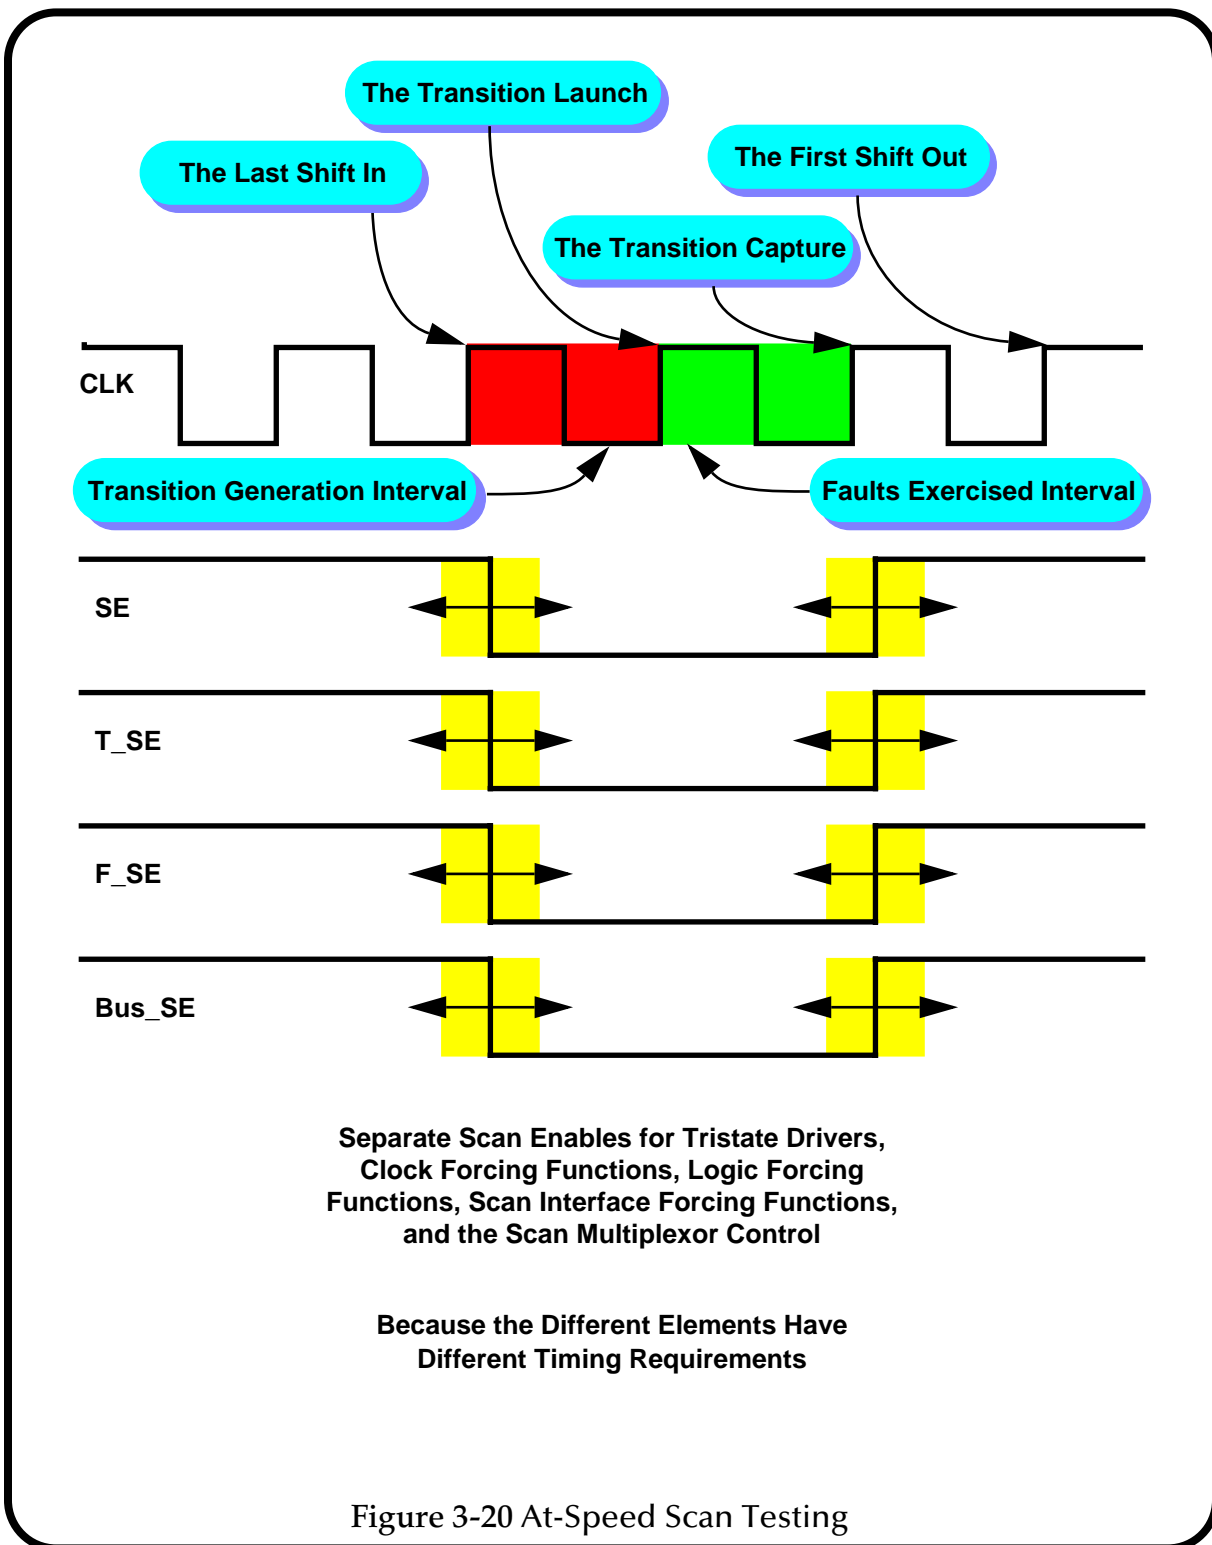 The Transition Launch
The Last Shift In
The First Shift Out
The Transition Capture
CLK
Transition Generation Interval
Faults Exercised Interval
SE
T_SE
F_SE
Bus_SE
Separate Scan Enables for Tristate Drivers,
Clock Forcing Functions, Logic Forcing
Functions, Scan Interface Forcing Functions,
and the Scan Multiplexor Control
Because the Different Elements Have
Different Timing Requirements
Figure 3-20 At-Speed Scan Testing